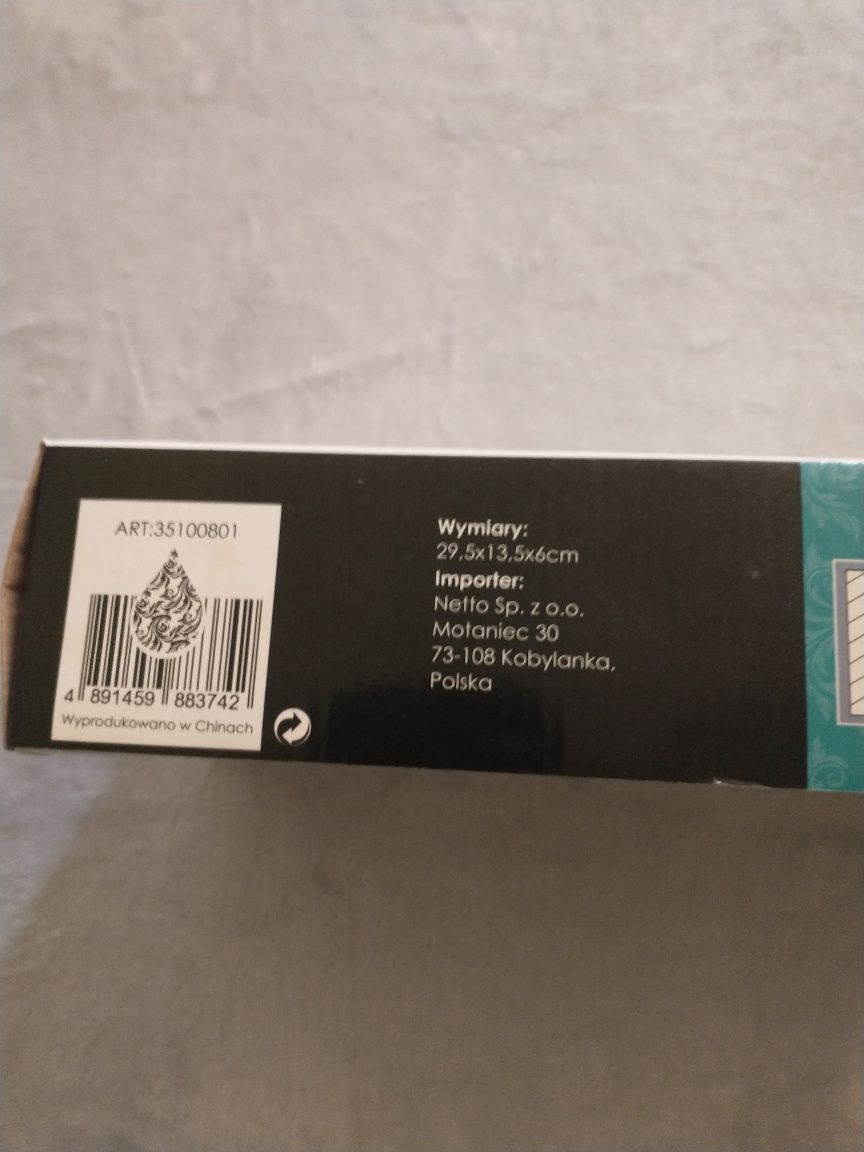 ART:35100801
4 891459 883742
Wyprodukowano w Chinach
Wymiary:
29,5x13,5x6cm
Importer:
Netto Sp. z o.o.
Motaniec 30
73-108 Kobylanka,
Polska